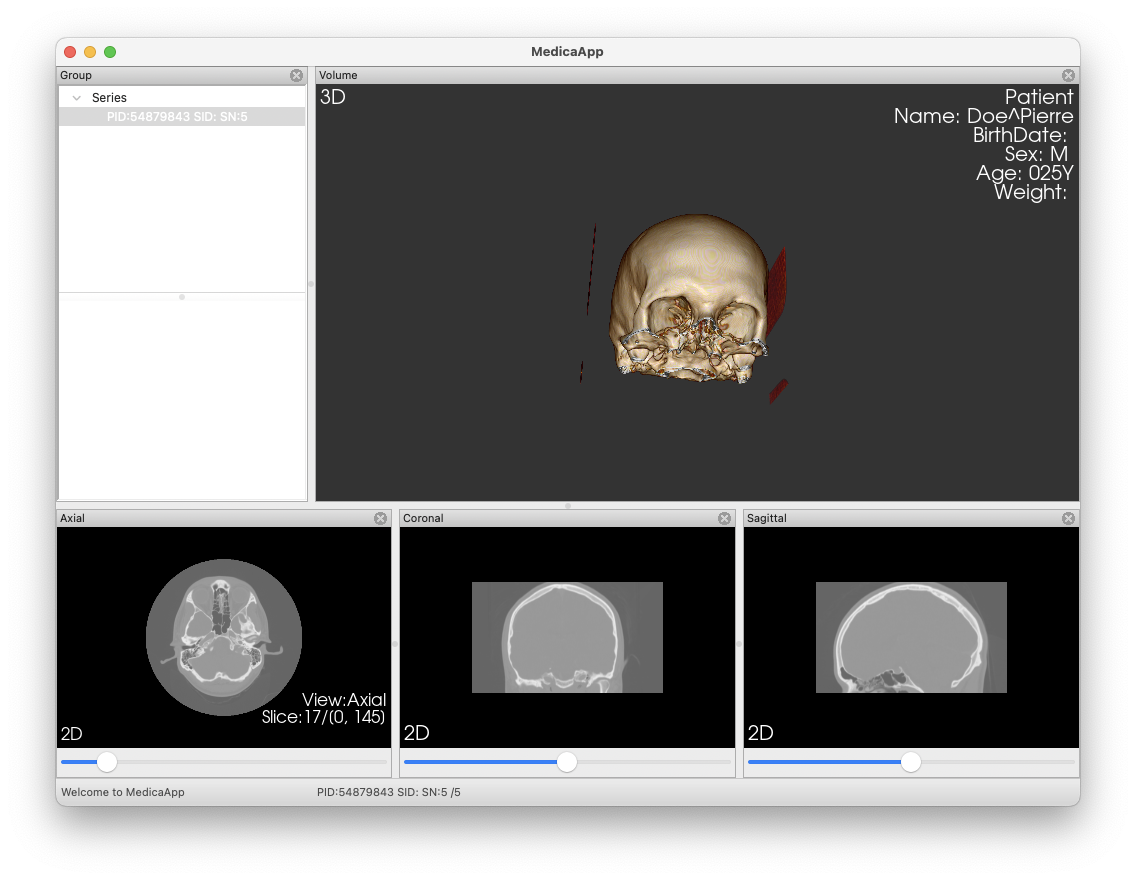 MedicaApp
Group
Series
PID:54879843 SID: SN:5
Volume
3D
Patient
Name: Doe^Pierre
BirthDate:
Sex: M
Age: 025Y
Weight:
Axial
View:Axial
Slice:17/(0, 145)
2D
Coronal
2D
Sagittal
2D
Welcome to MedicaApp
PID:54879843 SID: SN:5 /5